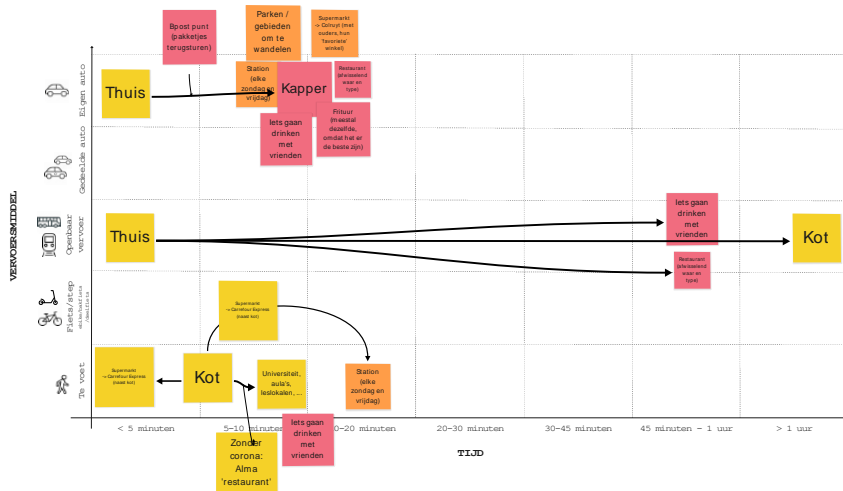 Bpost punt
(pakketjes
terugsturen)
Parken /
gebieden
om te
wandelen
Supermarkt
-> Colruyt (met
ouders, hun
'favoriete'
winkel)
Eigen auto
Thuis
Station
(elke
zondag en
vrijdag)
Kapper
Restaurant
(afwisselend
waar en
type)
Iets gaan
drinken
met
vrienden
Frituur
(meestal
dezelfde,
omdat het er
de beste zijn)
Gedeelde auto
VERVOERSMIDDEL
Openbaar
vervoer
Thuis
Iets gaan
drinken
met
vrienden
Kot
Restaurant
(afwisselend
waar en
type)
Fiets/step
Supermarkt
-> Carrefour Express
(naast kot)
Te voet
Supermarkt
-> Carrefour Express
(naast kot)
Kot
Universiteit,
aula's,
leslokalen, ...
Station
(elke
zondag en
vrijdag)
Iets gaan
drinken
met
vrienden
Zonder
corona:
Alma
'restaurant'
< 5 minuten
5-10 minuten
0-20 minuten
20-30 minuten
30-45 minuten
45 minuten - 1 uur
> 1 uur
TIJD